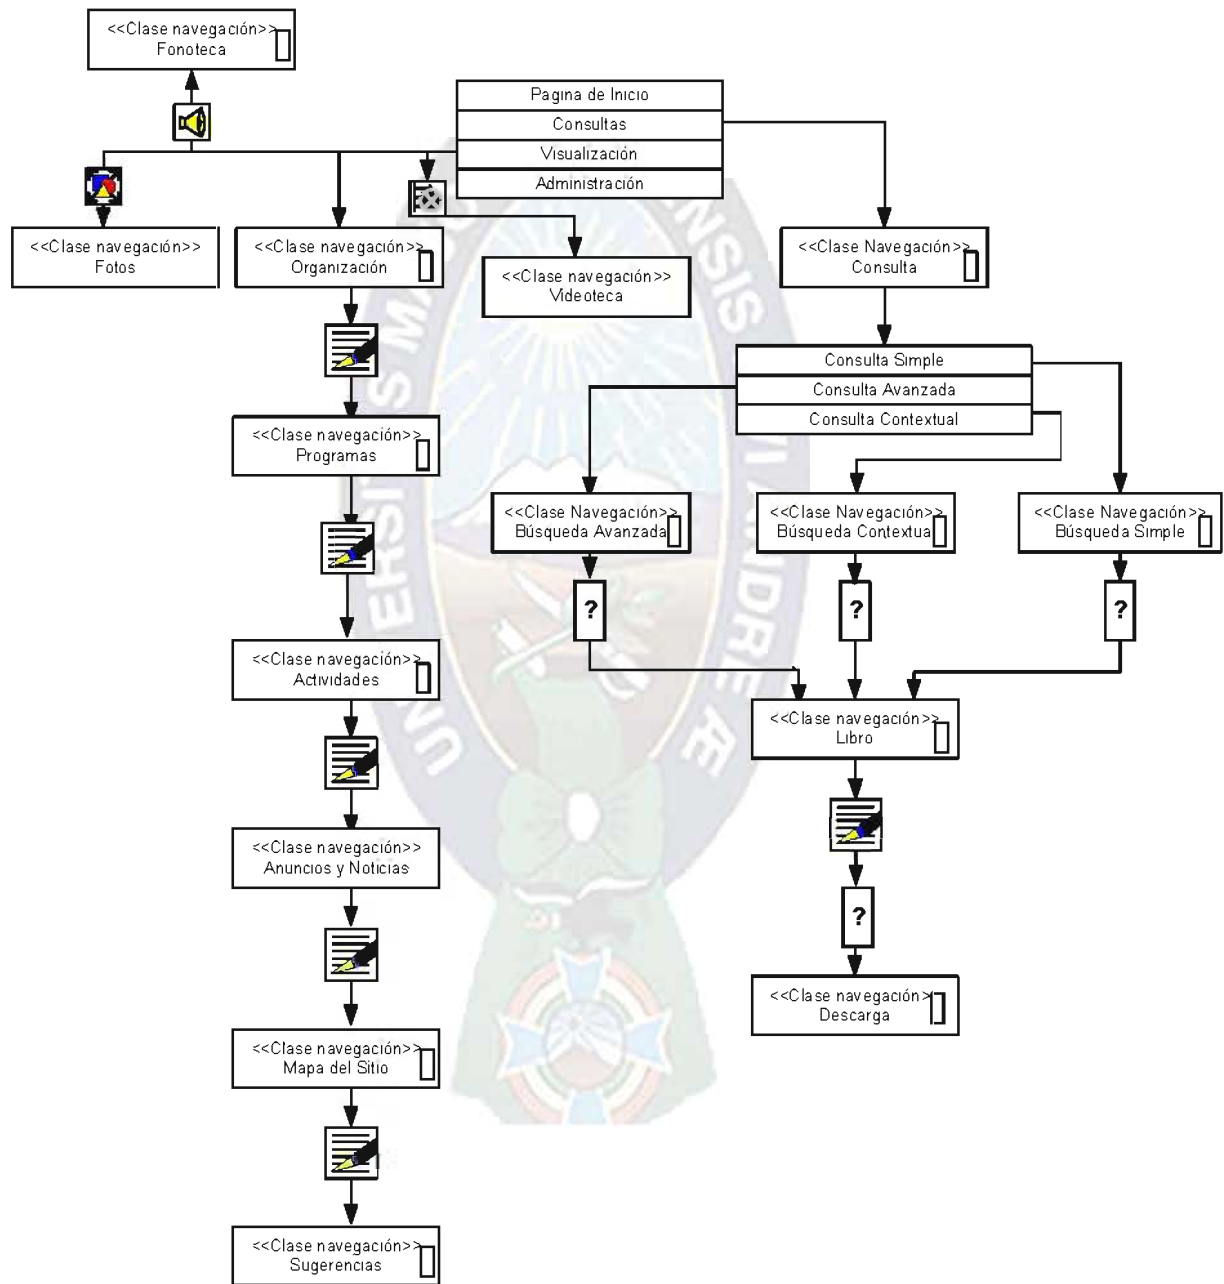 <<Clase navegación>>
Fonoteca
Pagina de Inicio
Consultas
Visualización
Administración
<<Clase navegación>>
Fotos
<<Clase navegación>>
Organización
<<Clase navegación>>
Videoteca
<<Clase Navegación>>
Consulta
Consulta Simple
Consulta Avanzada
Consulta Contextual
<<Clase navegación>>
Programas
<<Clase Navegación>>
Búsqueda Avanzada
<<Clase Navegación>>
Búsqueda Contextual
<<Clase Navegación>>
Búsqueda Simple
?
?
?
<<Clase navegación>>
Actividades
<<Clase navegación>>
Libro
<<Clase navegación>>
Anuncios y Noticias
?
<<Clase navegación>
Descarga
<<Clase navegación>>
Mapa del Sitio
<<Clase navegación>>
Sugerencias